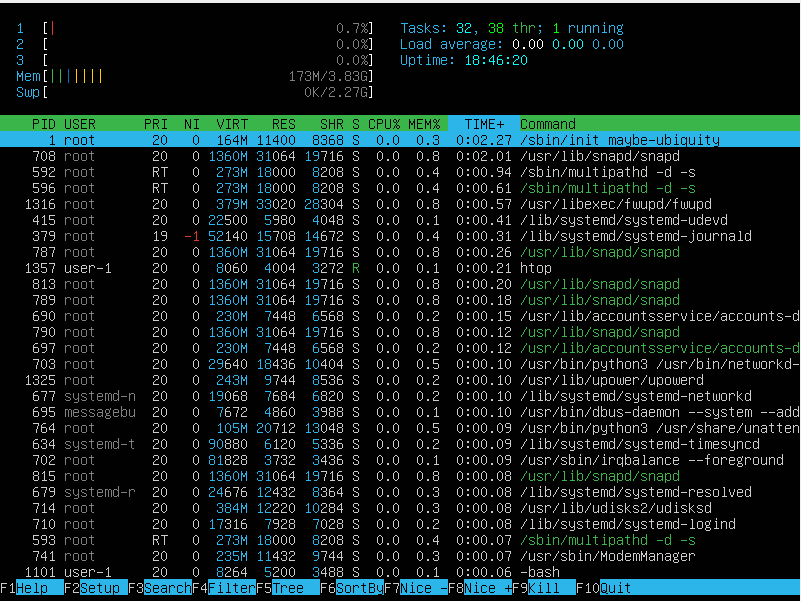 1 [| 0.7%] Tasks: 32, 38 thr; 1 running
2 [ 0.0%] Load average: 0.00 0.00 0.00
3 [ 0.0%] Uptime: 18:46:20
Mem[||||||| 173M/3.83G]
Swp[ 0K/2.27G]
PID USER PRI NI VIRT RES SHR S CPU% MEM% TIME+ Command
1 root 20 0 164M 11400 8368 S 0.0 0.3 0:02.27 /sbin/init maybe-ubiquity
708 root 20 0 1360M 31064 19716 S 0.0 0.8 0:02.01 /usr/lib/snapd/snapd
592 root RT 0 273M 18000 8208 S 0.0 0.4 0:00.94 /sbin/multipathd -d -s
596 root RT 0 273M 18000 8208 S 0.0 0.4 0:00.61 /sbin/multipathd -d -s
1316 root 20 0 379M 33020 28304 S 0.0 0.8 0:00.57 /usr/libexec/fwupd/fwupd
415 root 20 0 22500 5980 4048 S 0.0 0.1 0:00.41 /lib/systemd/systemd-udevd
379 root 19 -1 52140 15708 14672 S 0.0 0.4 0:00.31 /lib/systemd/systemd-journald
787 root 20 0 1360M 31064 19716 S 0.0 0.8 0:00.26 /usr/lib/snapd/snapd
1357 user-1 20 0 8060 4004 3272 R 0.0 0.1 0:00.21 htop
813 root 20 0 1360M 31064 19716 S 0.0 0.8 0:00.20 /usr/lib/snapd/snapd
789 root 20 0 1360M 31064 19716 S 0.0 0.8 0:00.18 /usr/lib/snapd/snapd
690 root 20 0 230M 7448 6568 S 0.0 0.2 0:00.15 /usr/lib/accountsservice/accounts-d
790 root 20 0 1360M 31064 19716 S 0.0 0.8 0:00.12 /usr/lib/snapd/snapd
697 root 20 0 230M 7448 6568 S 0.0 0.2 0:00.12 /usr/lib/accountsservice/accounts-d
703 root 20 0 29640 18436 10404 S 0.0 0.5 0:00.10 /usr/bin/python3 /usr/bin/networkd-
1325 root 20 0 243M 9744 8536 S 0.0 0.2 0:00.10 /usr/lib/upower/upowerd
677 systemd-n 20 0 19068 7684 6820 S 0.0 0.2 0:00.10 /lib/systemd/systemd-networkd
695 messagebu 20 0 7672 4860 3988 S 0.0 0.1 0:00.10 /usr/bin/dbus-daemon --system --add
764 root 20 0 105M 20712 13048 S 0.0 0.5 0:00.09 /usr/bin/python3 /usr/share/unatten
634 systemd-t 20 0 90880 6120 5336 S 0.0 0.2 0:00.09 /lib/systemd/systemd-timesyncd
702 root 20 0 81828 3732 3436 S 0.0 0.1 0:00.09 /usr/sbin/irqbalance --foreground
815 root 20 0 1360M 31064 19716 S 0.0 0.8 0:00.08 /usr/lib/snapd/snapd
679 systemd-r 20 0 24676 12432 8364 S 0.0 0.3 0:00.08 /lib/systemd/systemd-resolved
714 root 20 0 384M 12220 10284 S 0.0 0.3 0:00.08 /usr/lib/udisks2/udisksd
710 root 20 0 17316 7928 7028 S 0.0 0.2 0:00.08 /lib/systemd/systemd-logind
593 root RT 0 273M 18000 8208 S 0.0 0.4 0:00.07 /sbin/multipathd -d -s
741 root 20 0 235M 11432 9744 S 0.0 0.3 0:00.07 /usr/sbin/ModemManager
1101 user-1 20 0 8264 5200 3488 S 0.0 0.1 0:00.06 -bash
F1Help F2Setup F3SearchF4FilterF5Tree F6SortByF7Nice -F8Nice +F9Kill F10Quit